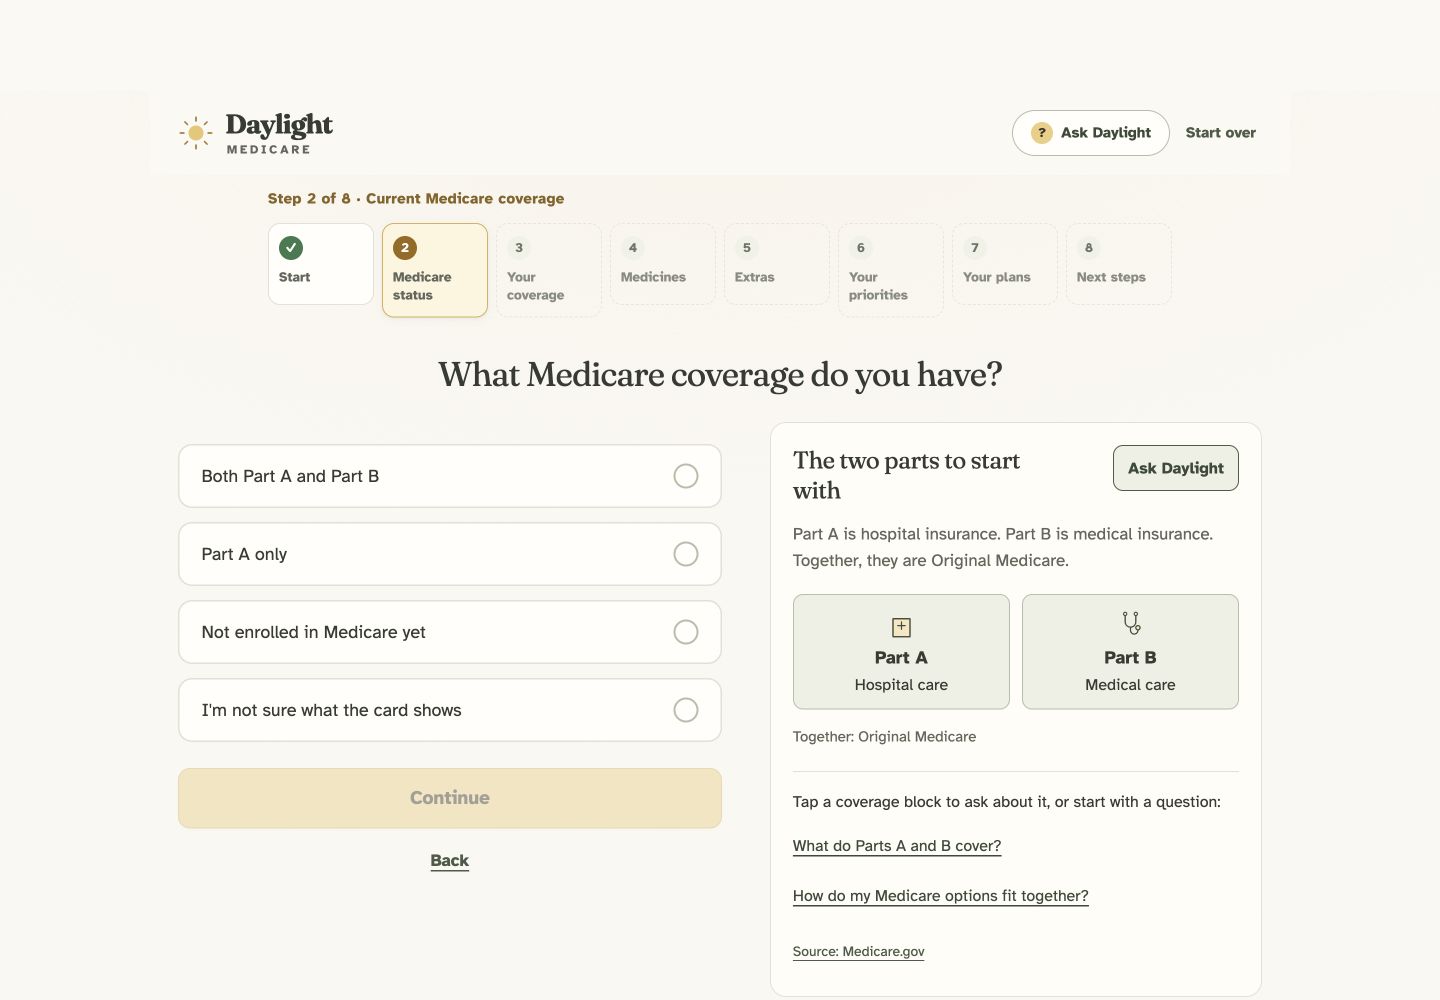 Daylight
MEDICARE
? Ask Daylight
Start over
Step 2 of 8 · Current Medicare coverage
Start
2
Medicare
status
3
Your
coverage
4
Medicines
5
Extras
6
Your
priorities
7
Your plans
8
Next steps
What Medicare coverage do you have?
Both Part A and Part B
Part A only
Not enrolled in Medicare yet
I'm not sure what the card shows
Continue
Back
The two parts to start
with
Ask Daylight
Part A is hospital insurance. Part B is medical insurance.
Together, they are Original Medicare.
Part A
Hospital care
Part B
Medical care
Together: Original Medicare
Tap a coverage block to ask about it, or start with a question:
What do Parts A and B cover?
How do my Medicare options fit together?
Source: Medicare.gov